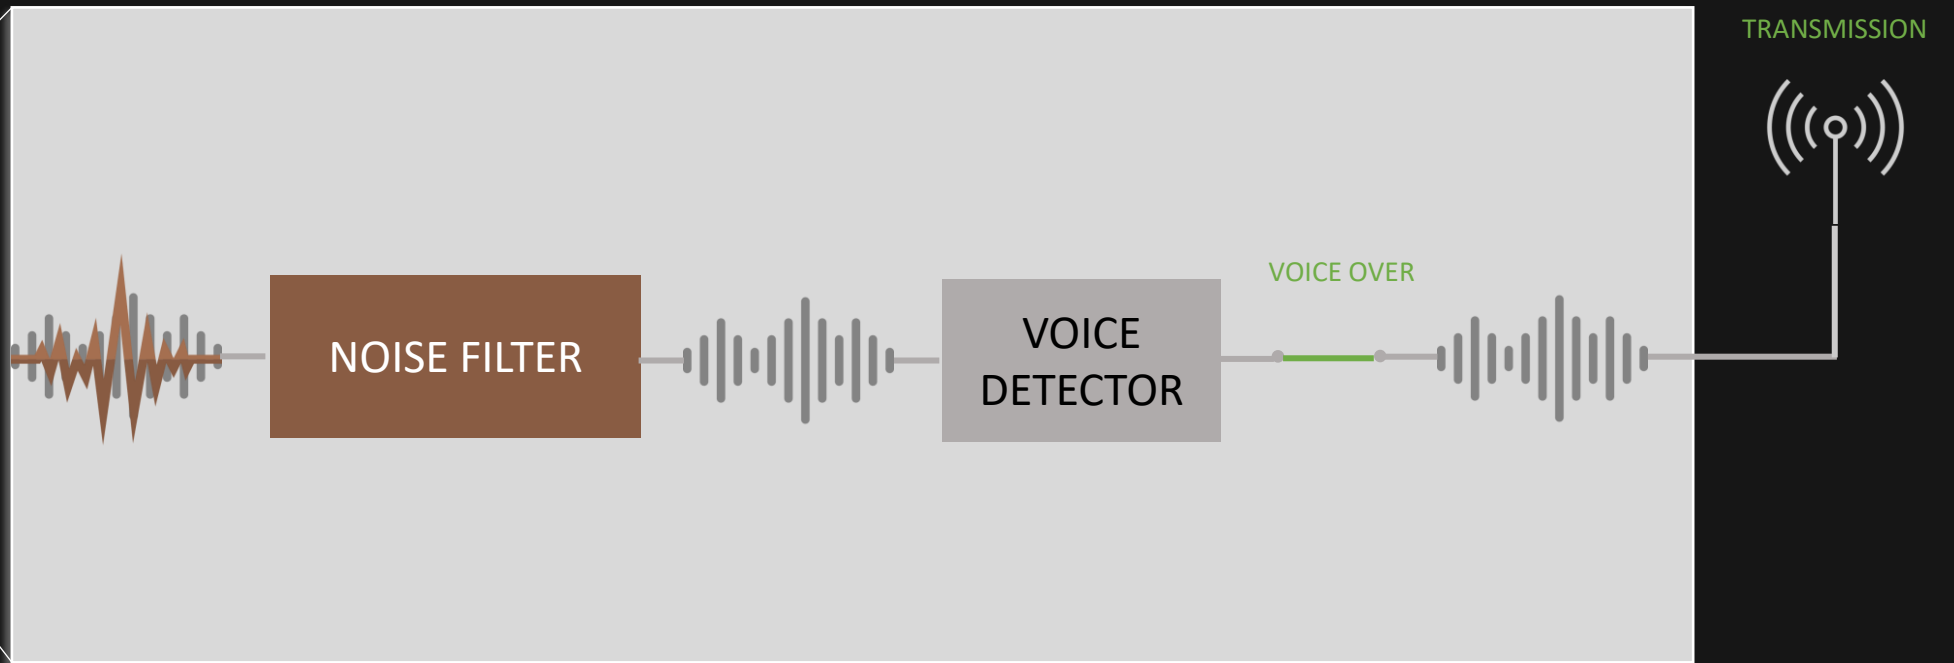 TRANSMISSION
VOICE OVER
NOISE FILTER
VOICE
DETECTOR